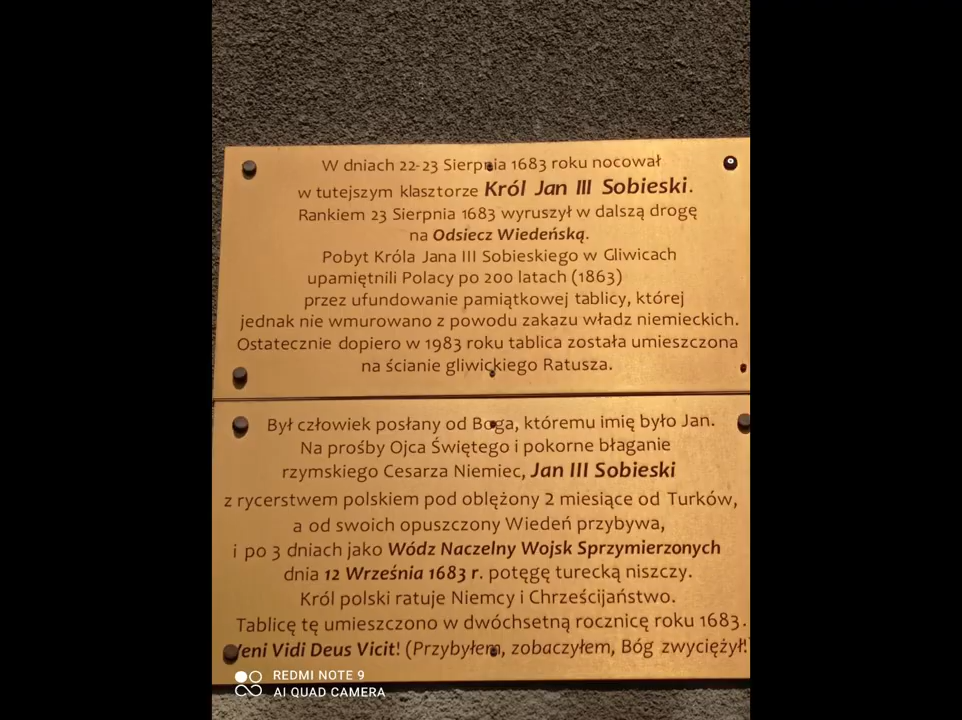 W dniach 22-23 Sierpnia 1683 roku nocował
w tutejszym klasztorze Król Jan III Sobieski.
Rankiem 23 Sierpnia 1683 wyruszył w dalszą drogę
na Odsiecz Wiedeńską.
Pobyt Króla Jana III Sobieskiego w Gliwicach
upamiętnili Polacy po 200 latach (1863)
przez ufundowanie pamiątkowej tablicy, której
jednak nie wmurowano z powodu zakazu władz niemieckich.
Ostatecznie dopiero w 1983 roku tablica została umieszczona
na ścianie gliwickiego Ratusza.
Był człowiek posłany od Boga, któremu imię było Jan.
Na prośby Ojca Świętego i pokorne błaganie
rzymskiego Cesarza Niemiec, Jan III Sobieski
z rycerstwem polskiem pod oblężony 2 miesiące od Turków,
a od swoich opuszczony Wiedeń przybywa,
i po 3 dniach jako Wódz Naczelny Wojsk Sprzymierzonych
dnia 12 Września 1683 r. potęgę turecką niszczy.
Król polski ratuje Niemcy i Chrześcijaństwo.
Tablicę tę umieszczono w dwóchsetną rocznicę roku 1683.
Veni Vidi Deus Vicit! (Przybyłem, zobaczyłem, Bóg zwyciężył!
REDMI NOTE 9
AI QUAD CAMERA